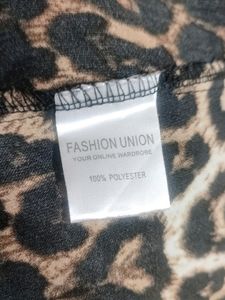 FASHION UNION
YOUR ONLINE WARDROBE
100% POLYESTER